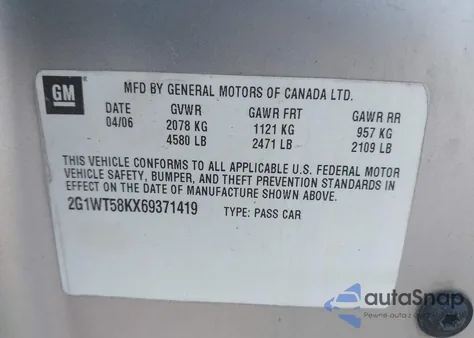 GM
MFD BY GENERAL MOTORS OF CANADA LTD.
DATE GVWR GAWR FRT GAWR RR
04/06 2078 KG 1121 KG 957 KG
4580 LB 2471 LB 2109 LB
THIS VEHICLE CONFORMS TO ALL APPLICABLE U.S. FEDERAL MOTOR
VEHICLE SAFETY, BUMPER, AND THEFT PREVENTION STANDARDS IN
EFFECT ON THE DATE OF MANUFACTURE SHOWN ABOVE.
2G1WT58KX69371419 TYPE: PASS CAR
autoSnap
Pewne auta z